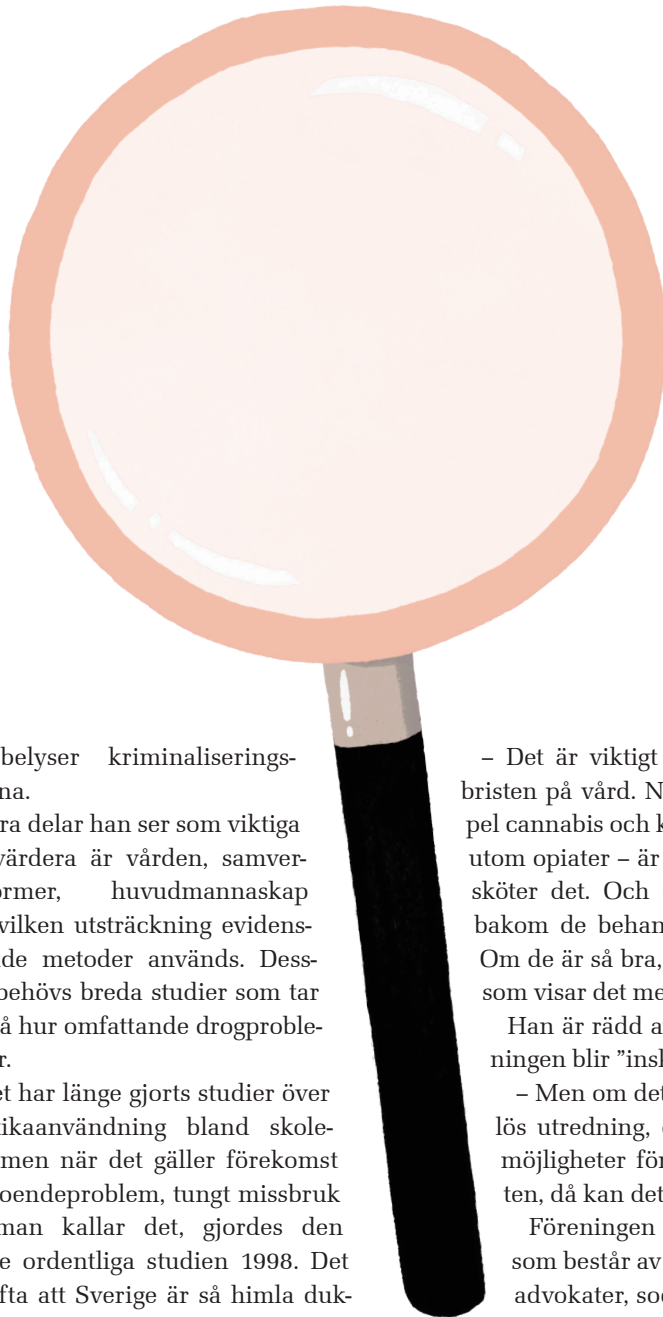 belyser kriminaliserings-
na.
ra delar han ser som viktiga
värdera är vården, samver-
ormer, huvudmannaskap
vilken utsträckning evidens-
de metoder används. Dess-
behövs breda studier som tar
å hur omfattande drogproble-
r.
et har länge gjorts studier över
ikaanvändning bland skole-
men när det gäller förekomst
oendeproblem, tungt missbruk
man kallar det, gjordes den
e ordentliga studien 1998. Det
fta att Sverige är så himla duk-
– Det är viktigt
bristen på vård. N
pel cannabis och k
utom opiater – är
sköter det. Och
bakom de behan
Om de är så bra,
som visar det me
Han är rädd a
ningen blir ”insk
– Men om det
lös utredning,
möjligheter för
ten, då kan det
Föreningen
som består av
advokater, so